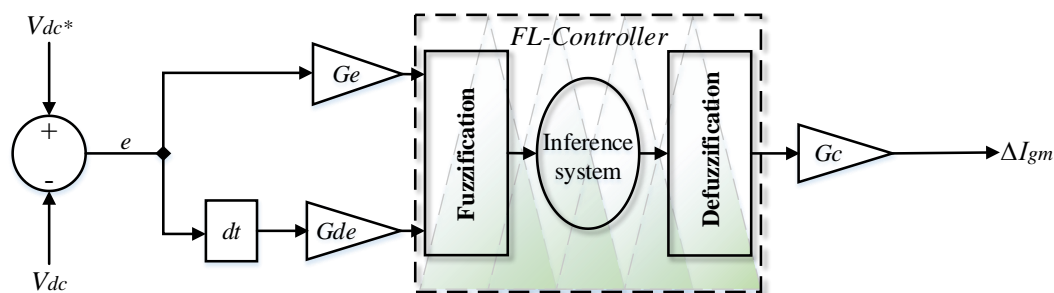 Vdc*
FL-Controller
Ge
+
e
-
Fuzzification
Inference
system
Defuzzification
Gc
ΔIgm
dt
Gde
Vdc